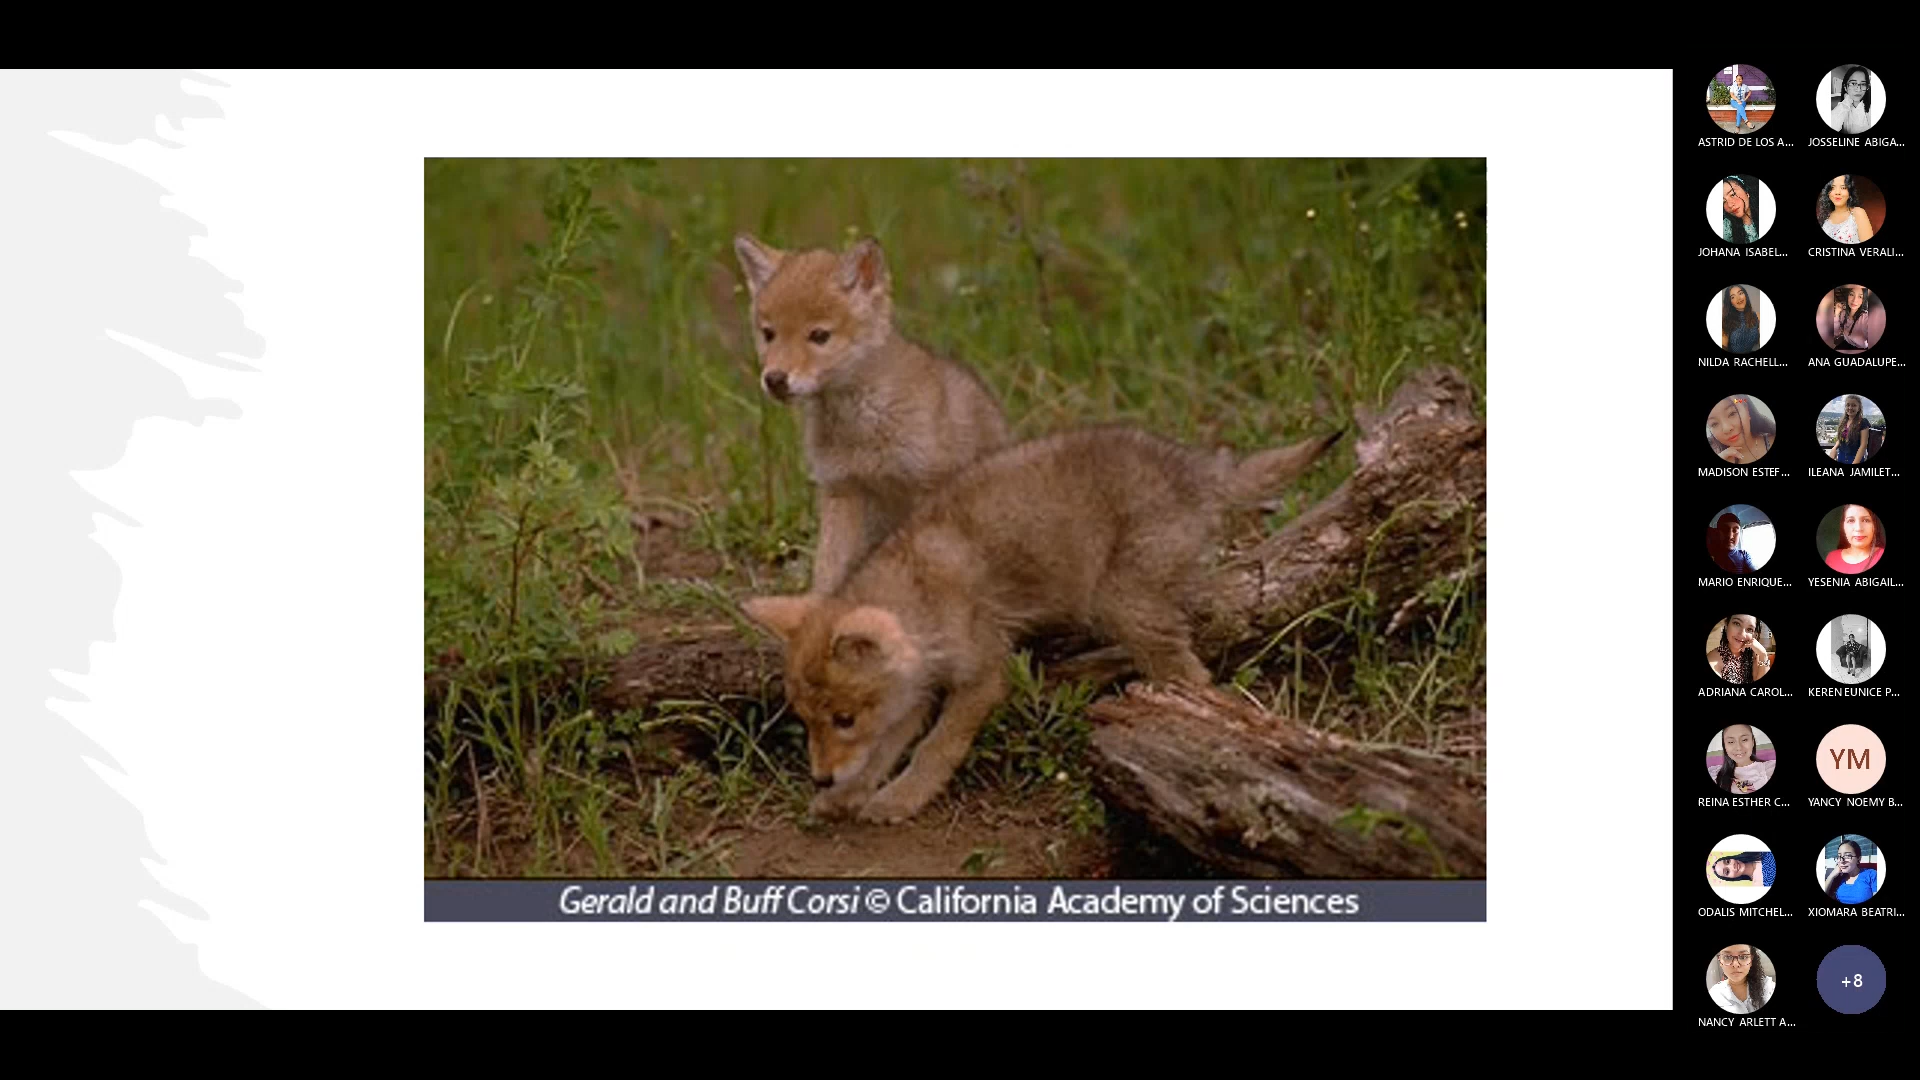 Gerald and Buff Corsi © California Academy of Sciences
ASTRID DE LOS A...
JOSSELINE ABIGA...
JOHANA ISABEL...
CRISTINA VERALI...
NILDA RACHELL...
ANA GUADALUPE...
MADISON ESTEF...
ILEANA JAMILET...
MARIO ENRIQUE...
YESENIA ABIGAIL...
ADRIANA CAROL...
KEREN EUNICE P...
REINA ESTHER C...
YM
YANCY NOEMY B...
ODALIS MITCHEL...
XIOMARA BEATRI...
NANCY ARLETT A...
+8